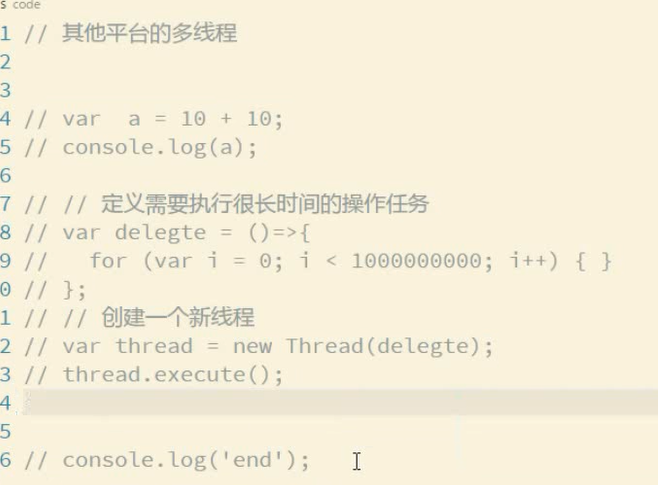 s code
1 // 其他平台的多线程
2
3
4 // var  a = 10 + 10;
5 // console.log(a);
6
7 // // 定义需要执行很长时间的操作任务
8 // var delegte = ()=>{
9 //   for (var i = 0; i < 1000000000; i++) { }
0 // };
1 // // 创建一个新线程
2 // var thread = new Thread(delegte);
3 // thread.execute();
4
5
6 // console.log('end');